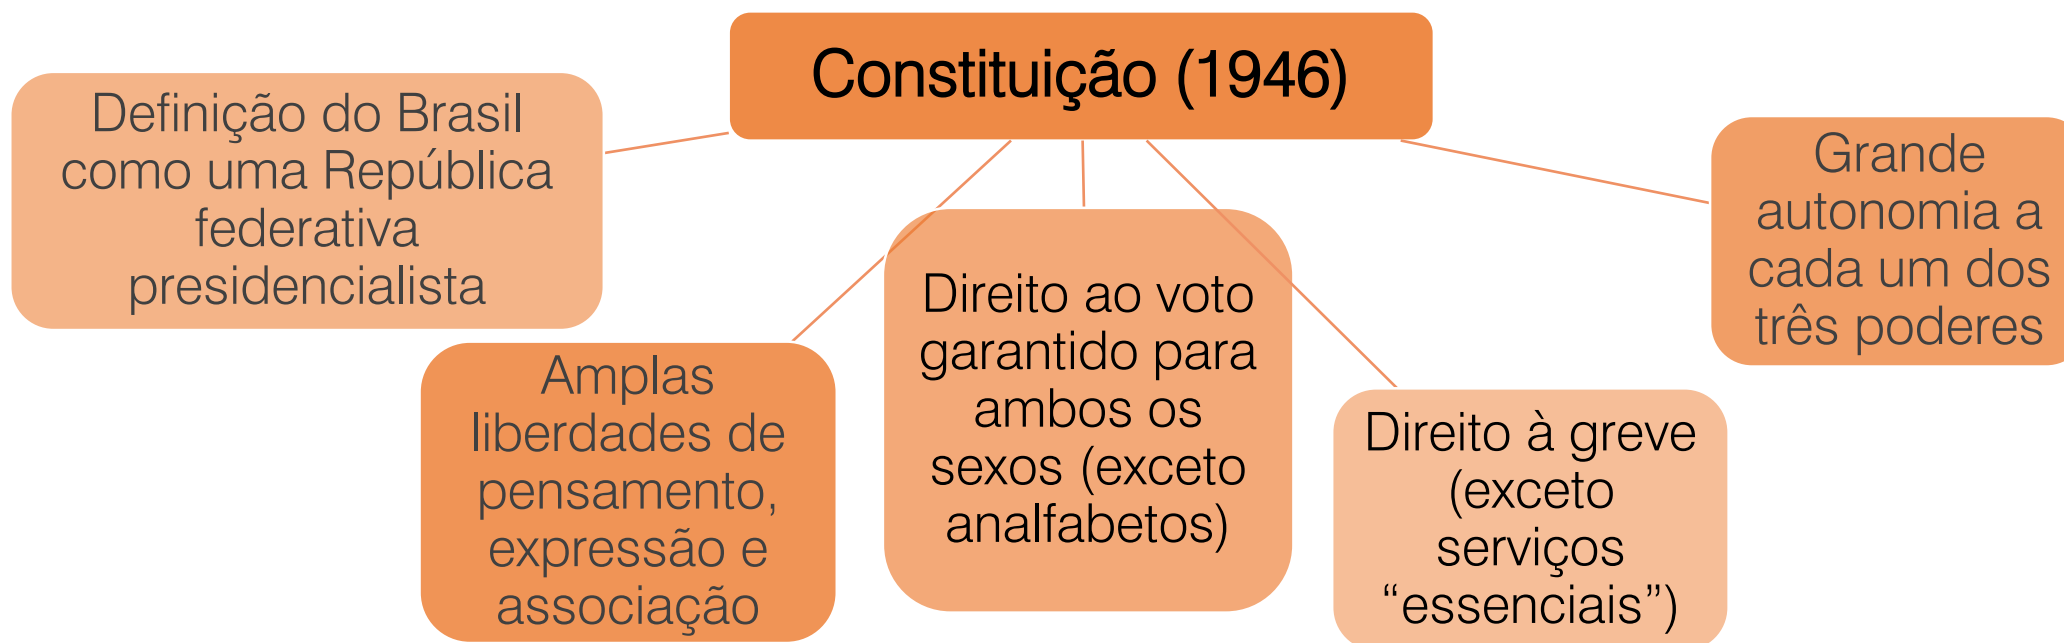 Constituição (1946)
Definição do Brasil
como uma República
federativa
presidencialista
Amplas
liberdades de
pensamento,
expressão e
associação
Direito ao voto
garantido para
ambos os
sexos (exceto
analfabetos)
Direito à greve
(exceto
serviços
“essenciais”)
Grande
autonomia a
cada um dos
três poderes